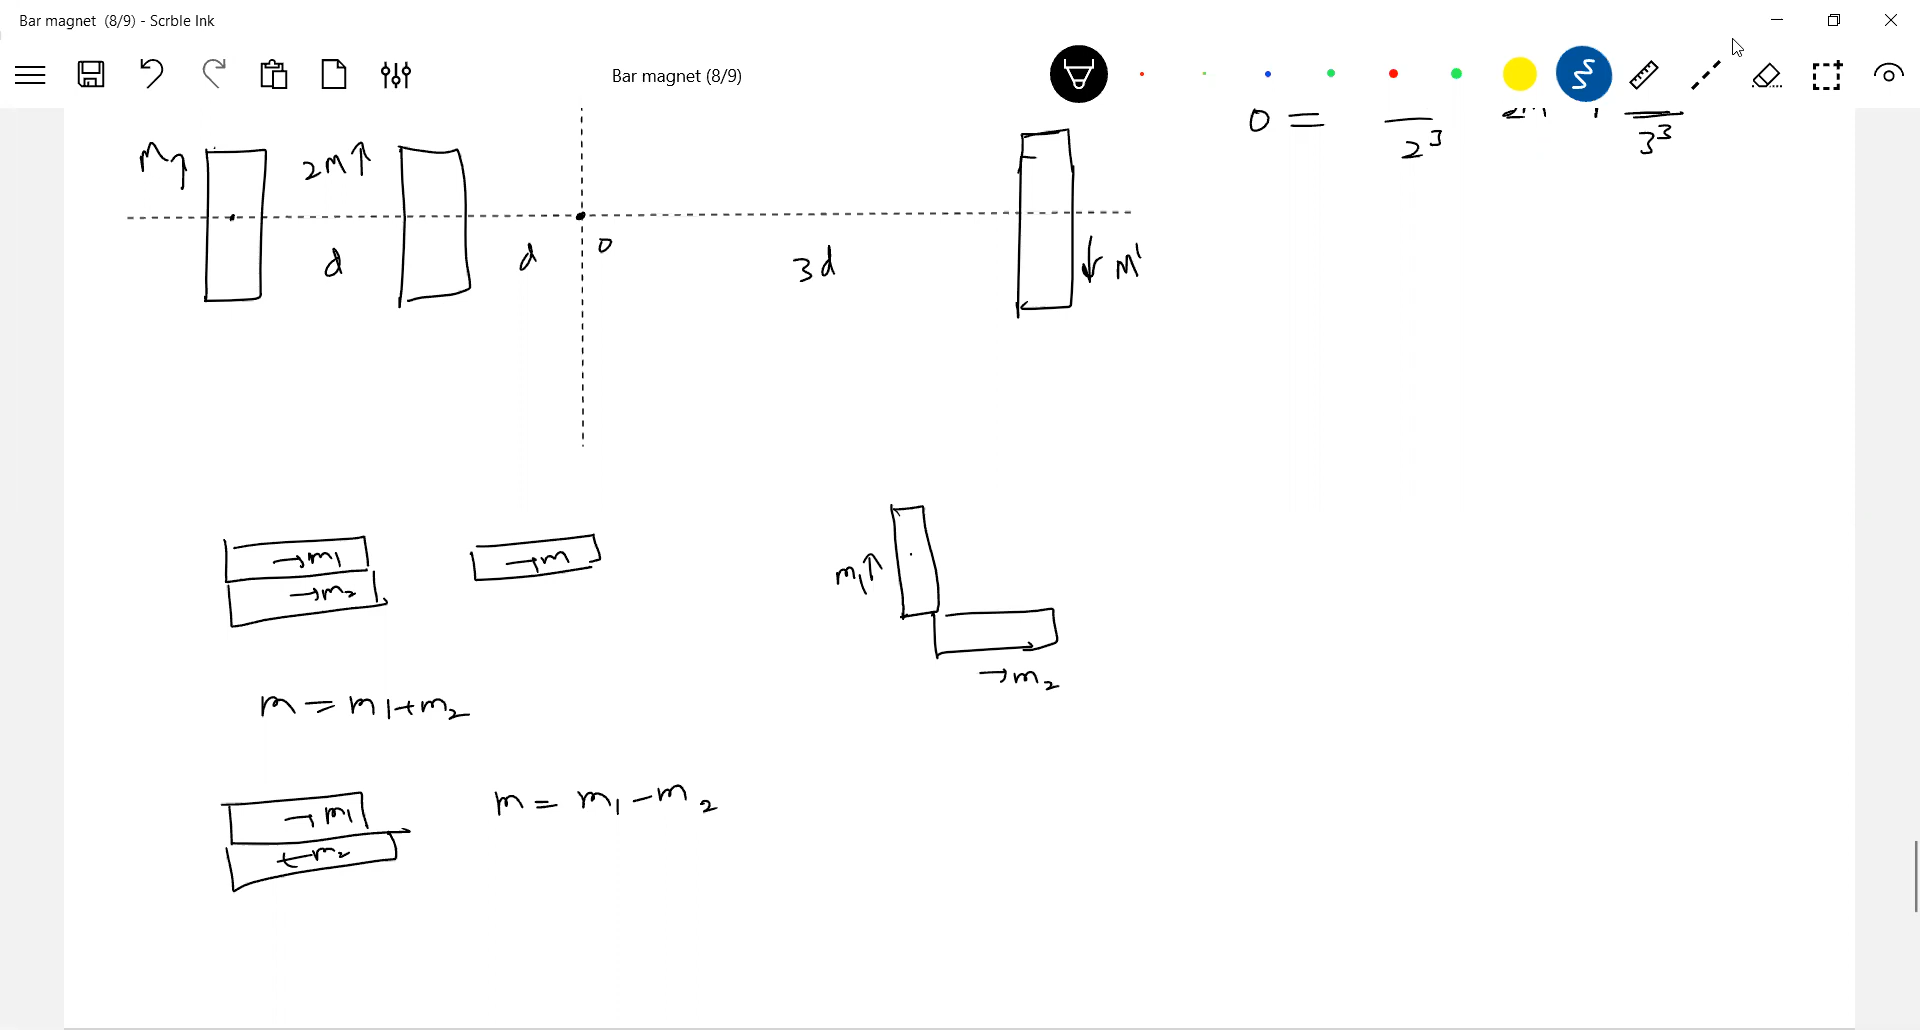 Bar magnet (8/9) - Scrble Ink
Bar magnet (8/9)
0 =
2³
3³
M↑
2M↑
d
d
0
3d
↓ M'
→m₁
→m₂
→m
m₁↑
→m₂
m = m₁+m₂
→m₁
←m₂
m = m₁ – m₂